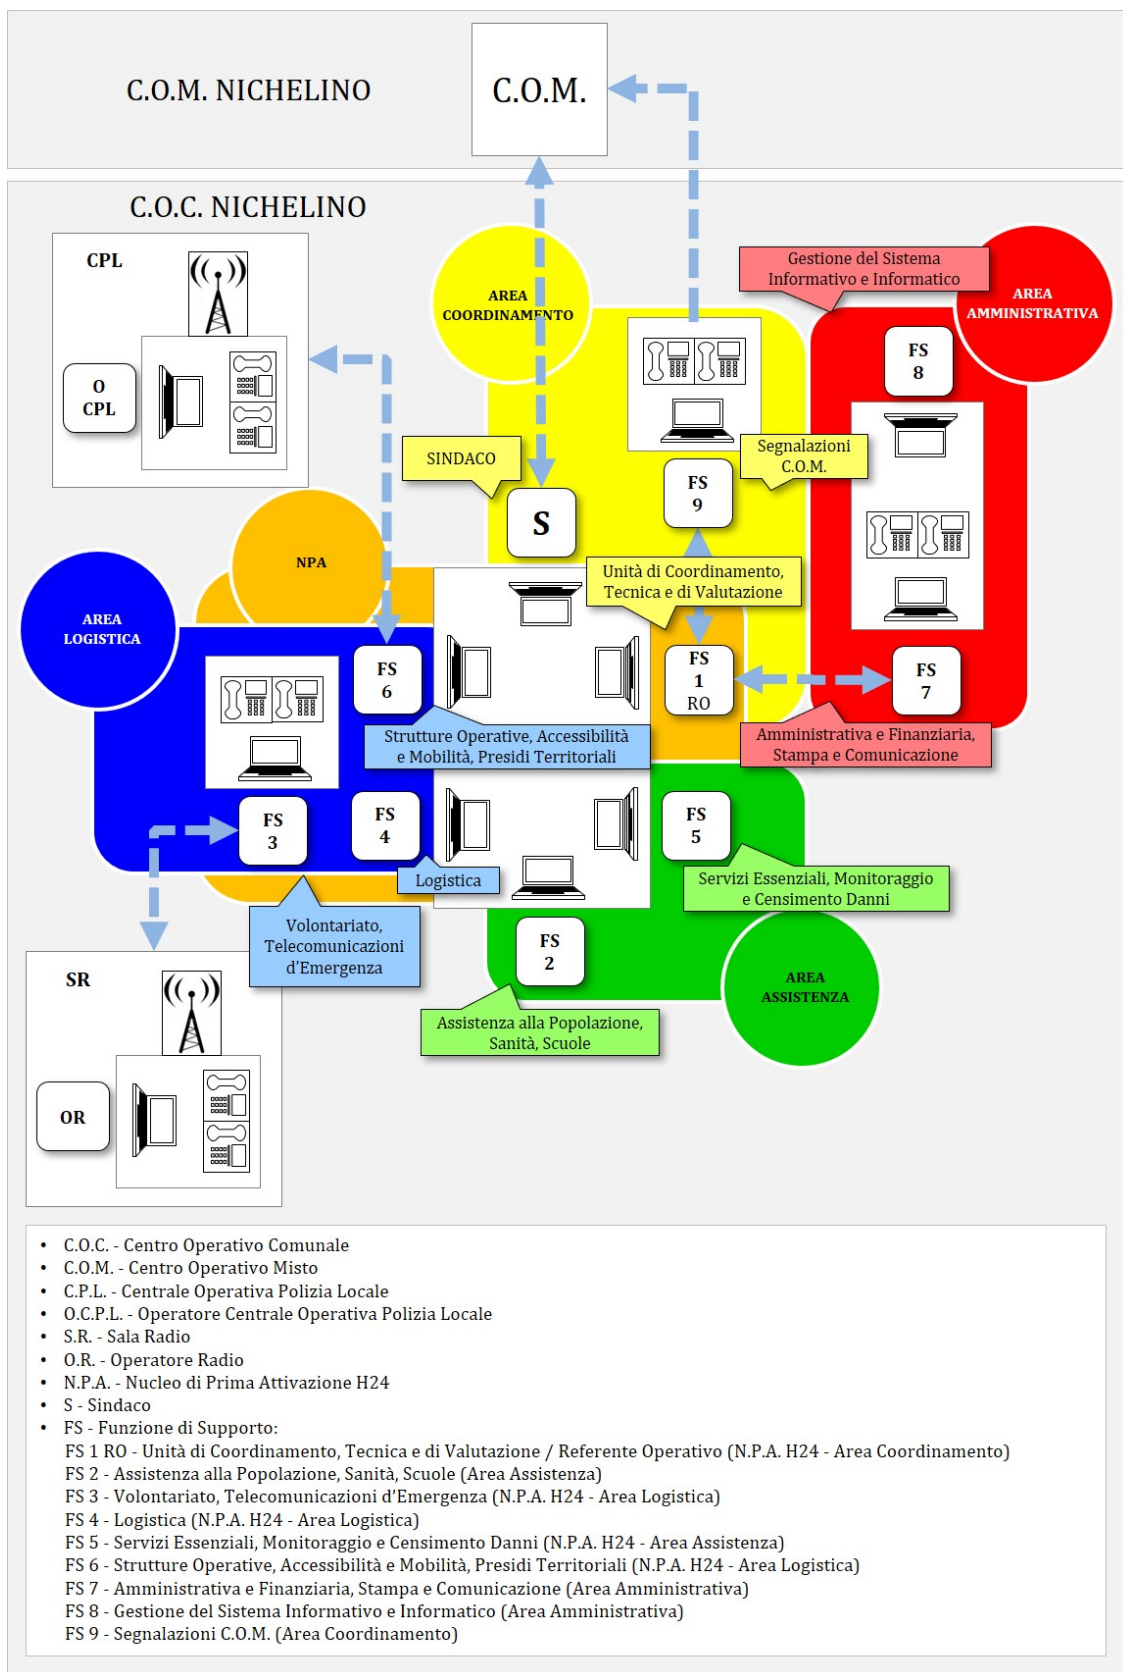 C.O.M. NICHELINO
C.O.M.
C.O.C. NICHELINO
CPL
O
CPL
AREA
COORDINAMENTO
Gestione del Sistema
Informativo e Informatico
AREA
AMMINISTRATIVA
FS
8
SINDACO
Segnalazioni
C.O.M.
S
FS
9
NPA
Unità di Coordinamento,
Tecnica e di Valutazione
AREA
LOGISTICA
FS
6
FS
1
RO
FS
7
Strutture Operative, Accessibilità
e Mobilità, Presidi Territoriali
Amministrativa e Finanziaria,
Stampa e Comunicazione
FS
3
FS
4
FS
5
Logistica
Servizi Essenziali, Monitoraggio
e Censimento Danni
Volontariato,
Telecomunicazioni
d'Emergenza
FS
2
AREA
ASSISTENZA
SR
Assistenza alla Popolazione,
Sanità, Scuole
OR
• C.O.C. - Centro Operativo Comunale
• C.O.M. - Centro Operativo Misto
• C.P.L. - Centrale Operativa Polizia Locale
• O.C.P.L. - Operatore Centrale Operativa Polizia Locale
• S.R. - Sala Radio
• O.R. - Operatore Radio
• N.P.A. - Nucleo di Prima Attivazione H24
• S - Sindaco
• FS - Funzione di Supporto:
FS 1 RO - Unità di Coordinamento, Tecnica e di Valutazione / Referente Operativo (N.P.A. H24 - Area Coordinamento)
FS 2 - Assistenza alla Popolazione, Sanità, Scuole (Area Assistenza)
FS 3 - Volontariato, Telecomunicazioni d'Emergenza (N.P.A. H24 - Area Logistica)
FS 4 - Logistica (N.P.A. H24 - Area Logistica)
FS 5 - Servizi Essenziali, Monitoraggio e Censimento Danni (N.P.A. H24 - Area Assistenza)
FS 6 - Strutture Operative, Accessibilità e Mobilità, Presidi Territoriali (N.P.A. H24 - Area Logistica)
FS 7 - Amministrativa e Finanziaria, Stampa e Comunicazione (Area Amministrativa)
FS 8 - Gestione del Sistema Informativo e Informatico (Area Amministrativa)
FS 9 - Segnalazioni C.O.M. (Area Coordinamento)